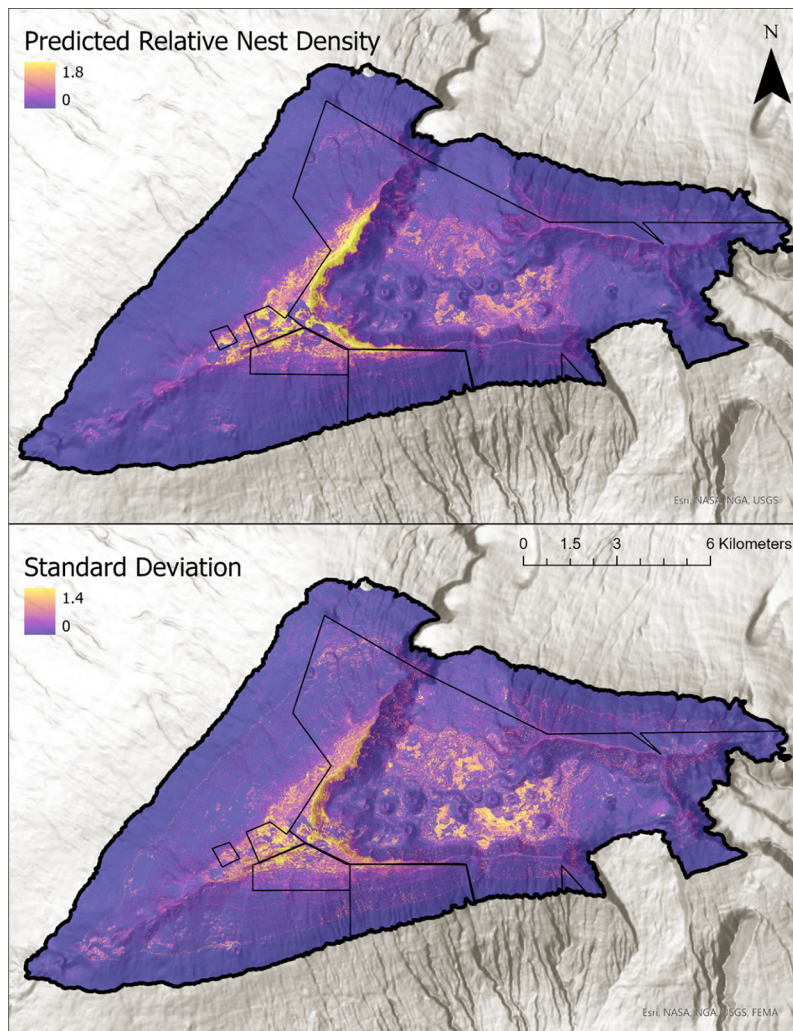 Predicted Relative Nest Density
1.8
0
N
Esri, NASA, NGA, USGS
Standard Deviation
1.4
0
0 1.5 3 6 Kilometers
Esri, NASA, NGA, USGS, FEMA